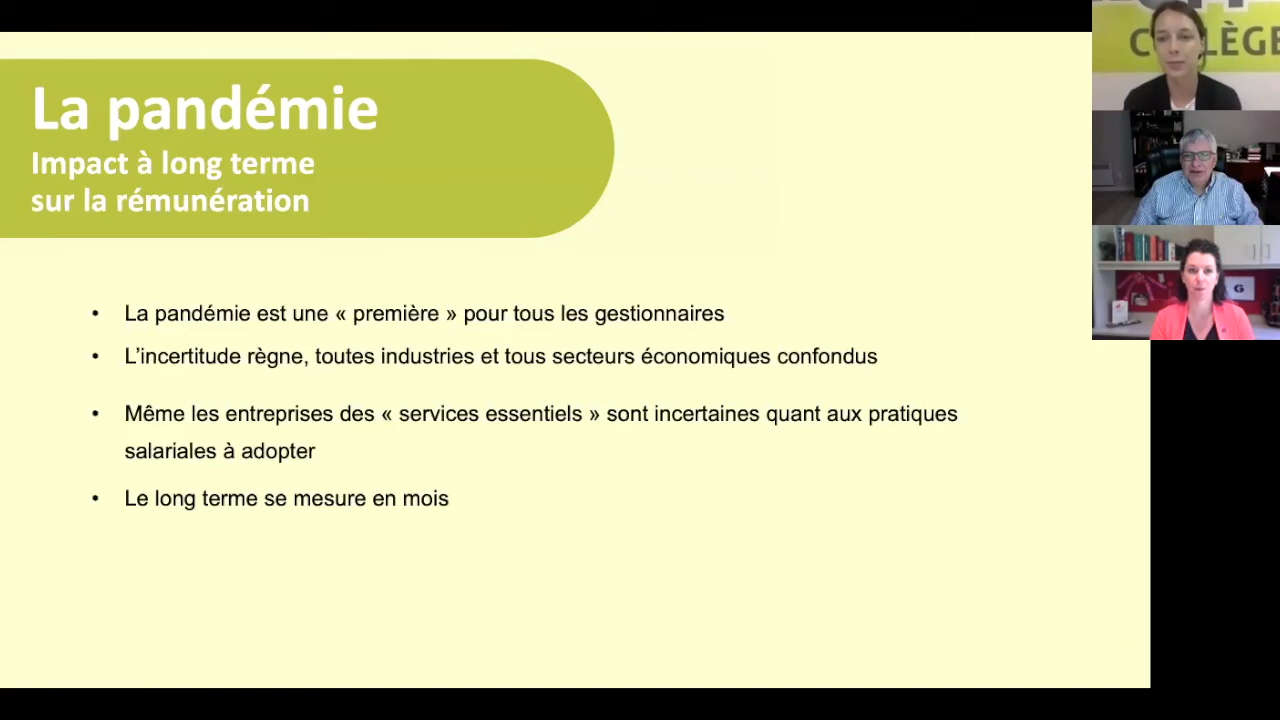 La pandémie
Impact à long terme
sur la rémunération
• La pandémie est une « première » pour tous les gestionnaires
• L'incertitude règne, toutes industries et tous secteurs économiques confondus
• Même les entreprises des « services essentiels » sont incertaines quant aux pratiques
salariales à adopter
• Le long terme se mesure en mois
G